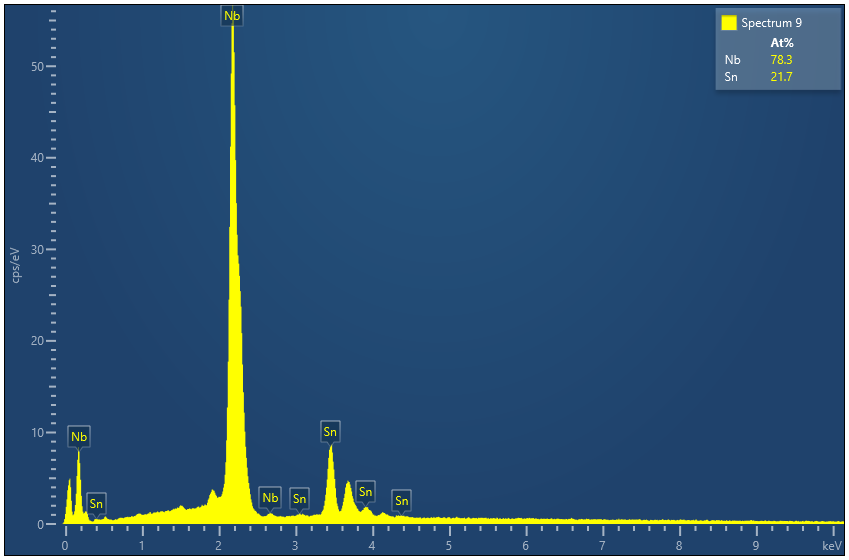 Nb
Spectrum 9
At%
Nb 78.3
Sn 21.7
50
40
30
cps/eV
20
10
Nb
Sn
Nb
Sn
Sn
Sn
Sn
0
0 1 2 3 4 5 6 7 8 9 keV